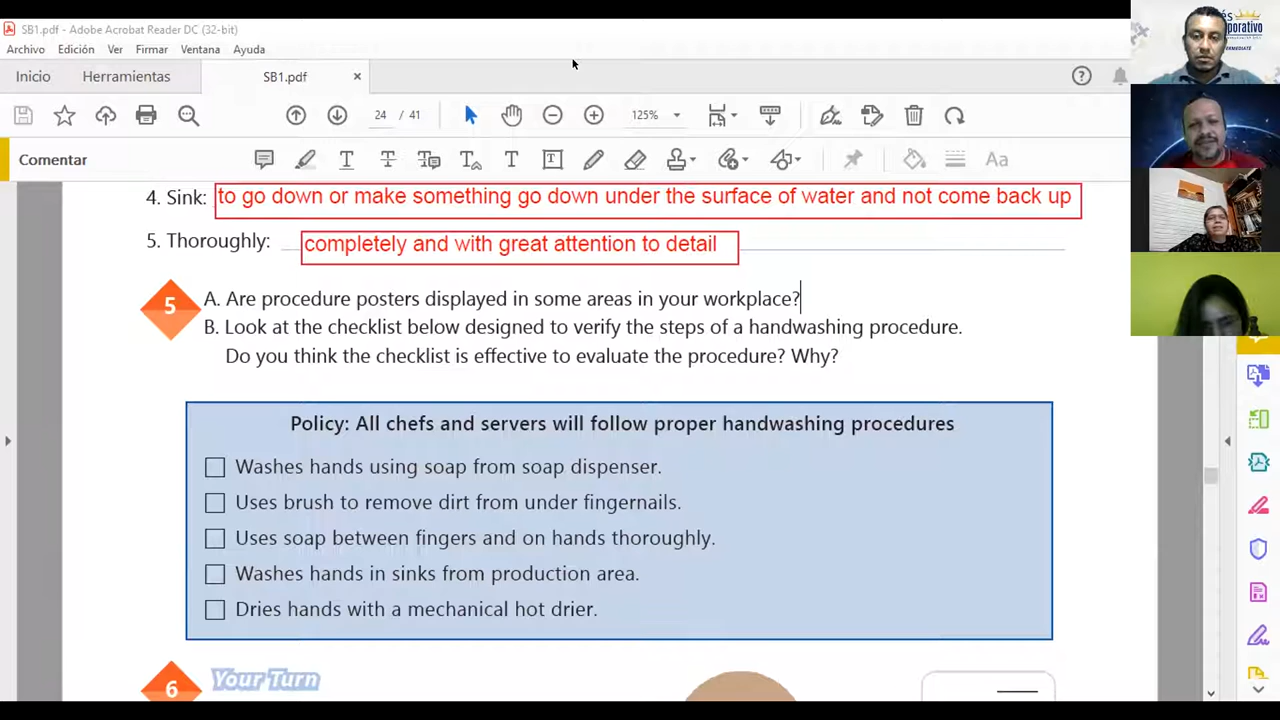 SB1.pdf - Adobe Acrobat Reader DC (32-bit)
Archivo Edición Ver Firmar Ventana Ayuda
Inicio Herramientas SB1.pdf ×
24 / 41 125%
Comentar
4. Sink: to go down or make something go down under the surface of water and not come back up
5. Thoroughly: completely and with great attention to detail
5 A. Are procedure posters displayed in some areas in your workplace?
B. Look at the checklist below designed to verify the steps of a handwashing procedure.
Do you think the checklist is effective to evaluate the procedure? Why?
Policy: All chefs and servers will follow proper handwashing procedures
Washes hands using soap from soap dispenser.
Uses brush to remove dirt from under fingernails.
Uses soap between fingers and on hands thoroughly.
Washes hands in sinks from production area.
Dries hands with a mechanical hot drier.
6 Your Turn